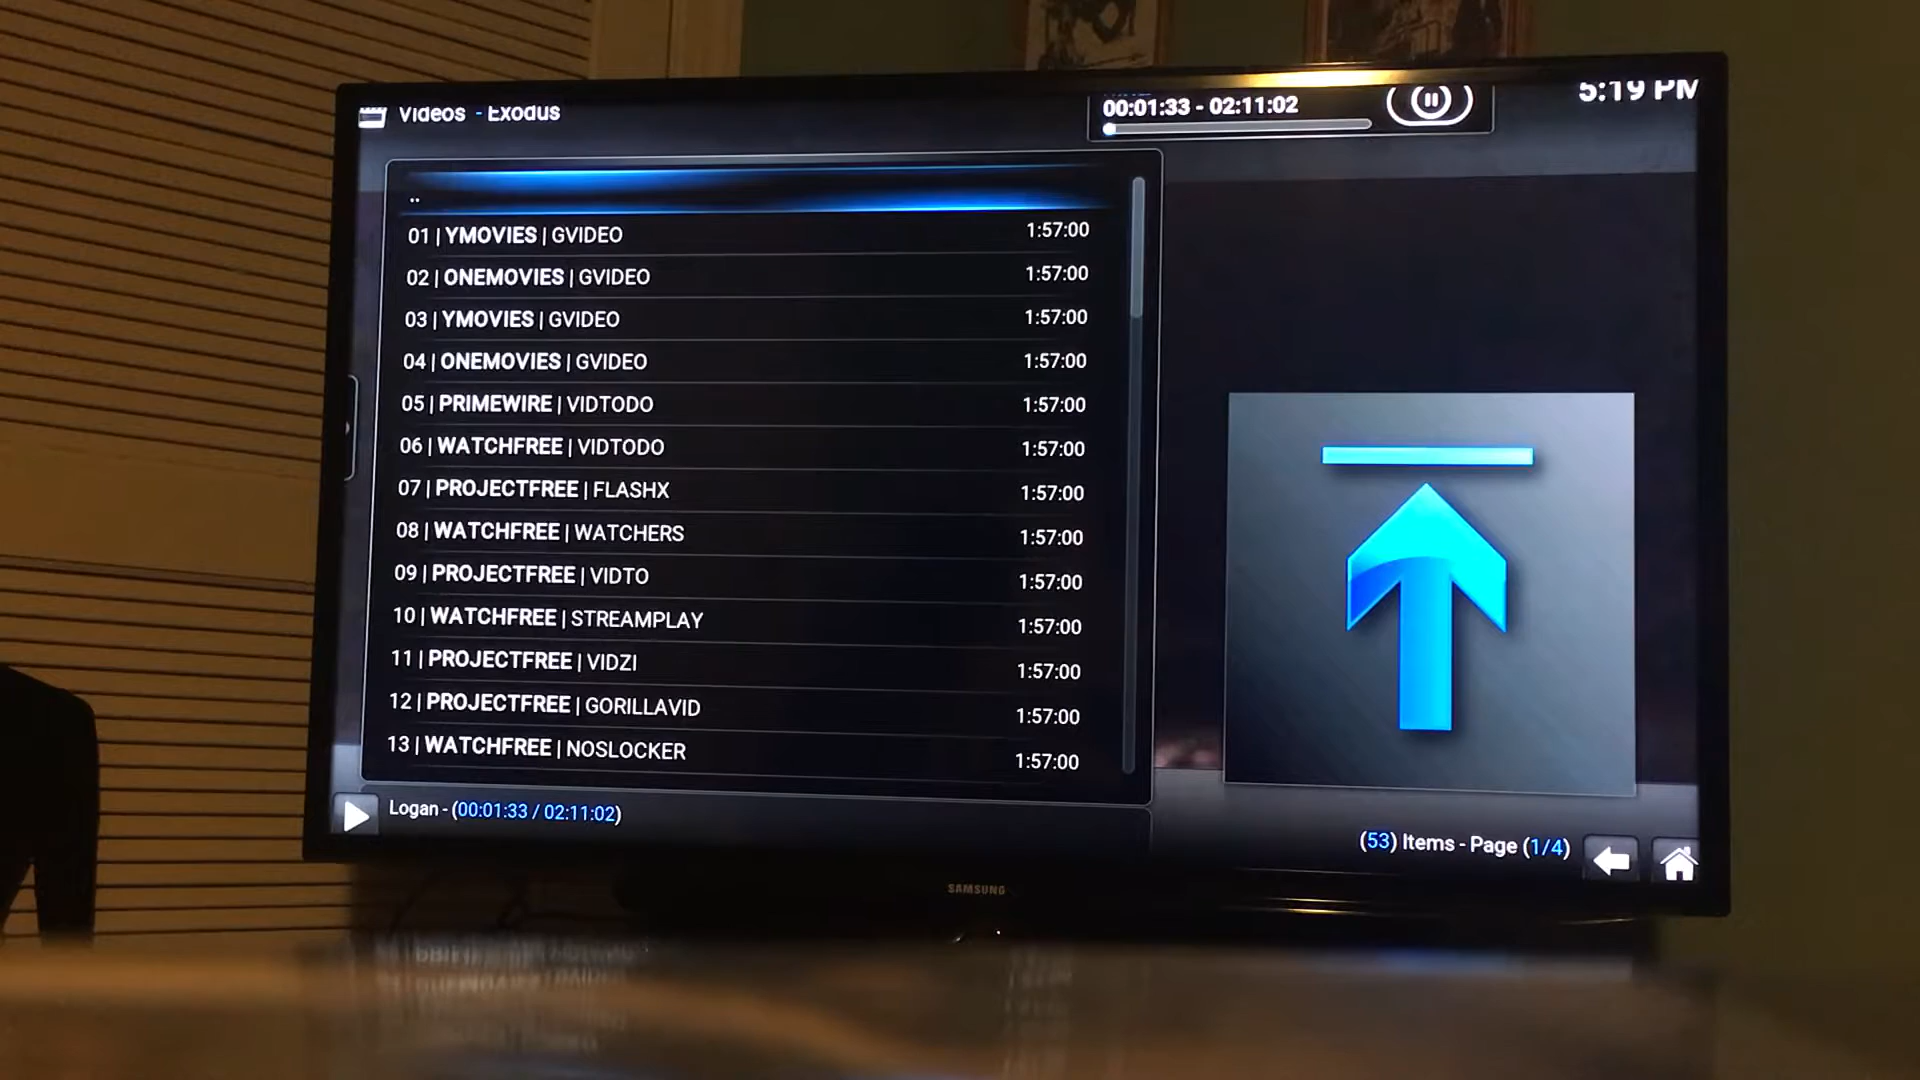 Videos - Exodus
00:01:33 - 02:11:02
5:19 PM
..
01 | YMOVIES | GVIDEO 1:57:00
02 | ONEMOVIES | GVIDEO 1:57:00
03 | YMOVIES | GVIDEO 1:57:00
04 | ONEMOVIES | GVIDEO 1:57:00
05 | PRIMEWIRE | VIDTODO 1:57:00
06 | WATCHFREE | VIDTODO 1:57:00
07 | PROJECTFREE | FLASHX 1:57:00
08 | WATCHFREE | WATCHERS 1:57:00
09 | PROJECTFREE | VIDTO 1:57:00
10 | WATCHFREE | STREAMPLAY 1:57:00
11 | PROJECTFREE | VIDZI 1:57:00
12 | PROJECTFREE | GORILLAVID 1:57:00
13 | WATCHFREE | NOSLOCKER 1:57:00
Logan - (00:01:33 / 02:11:02)
(53) Items - Page (1/4)
SAMSUNG